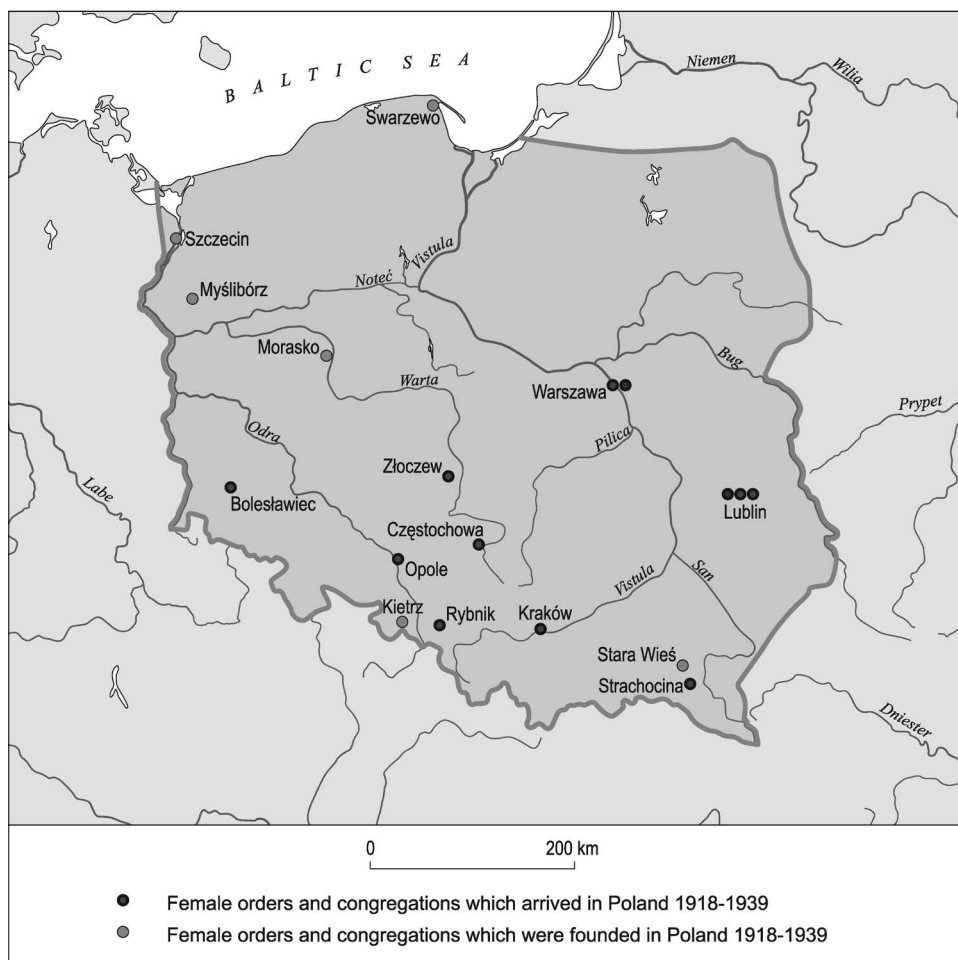 BALTIC SEA
Niemen
Wilia
Swarzewo
Szczecin
Vistula
Noteć
Myślibórz
Morasko
Warta
Warszawa
Bug
Prypet
Odra
Pilica
Labe
Złoczew
Bolesławiec
Lublin
Częstochowa
Opole
Vistula
San
Kietrz
Rybnik
Kraków
Stara Wieś
Strachocina
Dniester
0 200 km
Female orders and congregations which arrived in Poland 1918-1939
Female orders and congregations which were founded in Poland 1918-1939